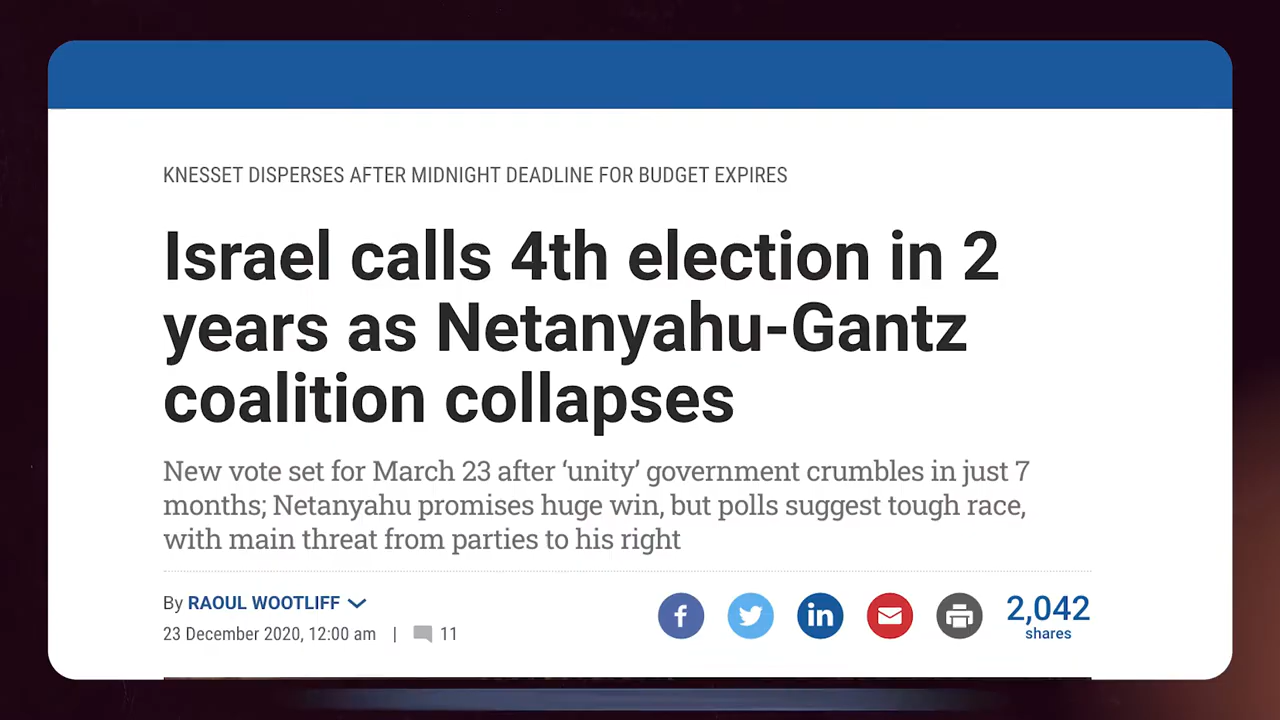 KNESSET DISPERSES AFTER MIDNIGHT DEADLINE FOR BUDGET EXPIRES
Israel calls 4th election in 2
years as Netanyahu-Gantz
coalition collapses
New vote set for March 23 after ‘unity’ government crumbles in just 7
months; Netanyahu promises huge win, but polls suggest tough race,
with main threat from parties to his right
By RAOUL WOOTLIFF
23 December 2020, 12:00 am | 11
f
in
2,042
shares